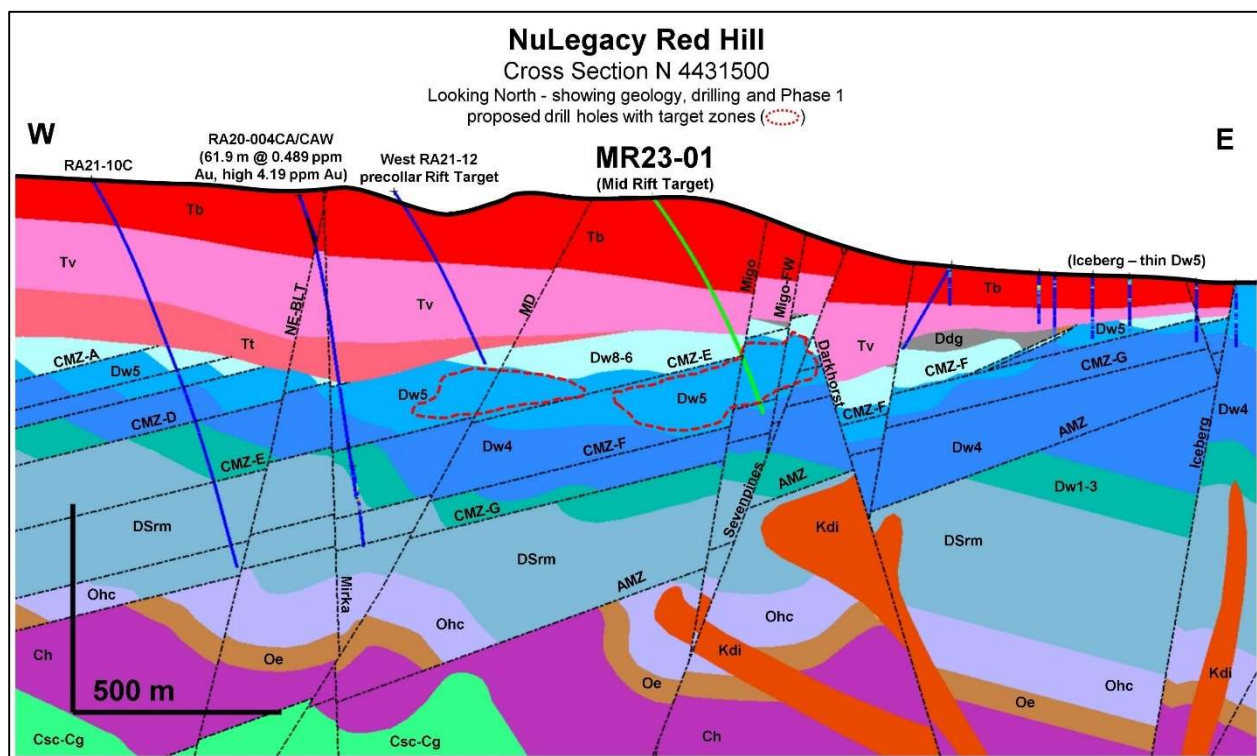 NuLegacy Red Hill
Cross Section N 4431500
Looking North - showing geology, drilling and Phase 1
proposed drill holes with target zones ( )
W
E
RA21-10C
RA20-004CA/CAW
(61.9 m @ 0.489 ppm
Au, high 4.19 ppm Au)
West RA21-12
precollar Rift Target
MR23-01
(Mid Rift Target)
(Iceberg – thin Dw5)
Tb
Tb
Tb
Tv
Tv
Tv
Tt
NE-BLT
MD
Migo
Migo-FW
Darkhorst
Ddg
Dw5
CMZ-A
Dw5
Dw8-6
CMZ-E
CMZ-F
CMZ-G
CMZ-D
Dw5
Dw5
CMZ-F
CMZ-E
Dw4
CMZ-F
Dw4
AMZ
Dw4
Iceberg
CMZ-G
Sevenpines
AMZ
Dw1-3
DSrm
Kdi
DSrm
Mirka
AMZ
Ohc
Ohc
Ohc
Oe
Kdi
Kdi
Ch
Oe
Ohc
Oe
500 m
Csc-Cg
Csc-Cg
Ch